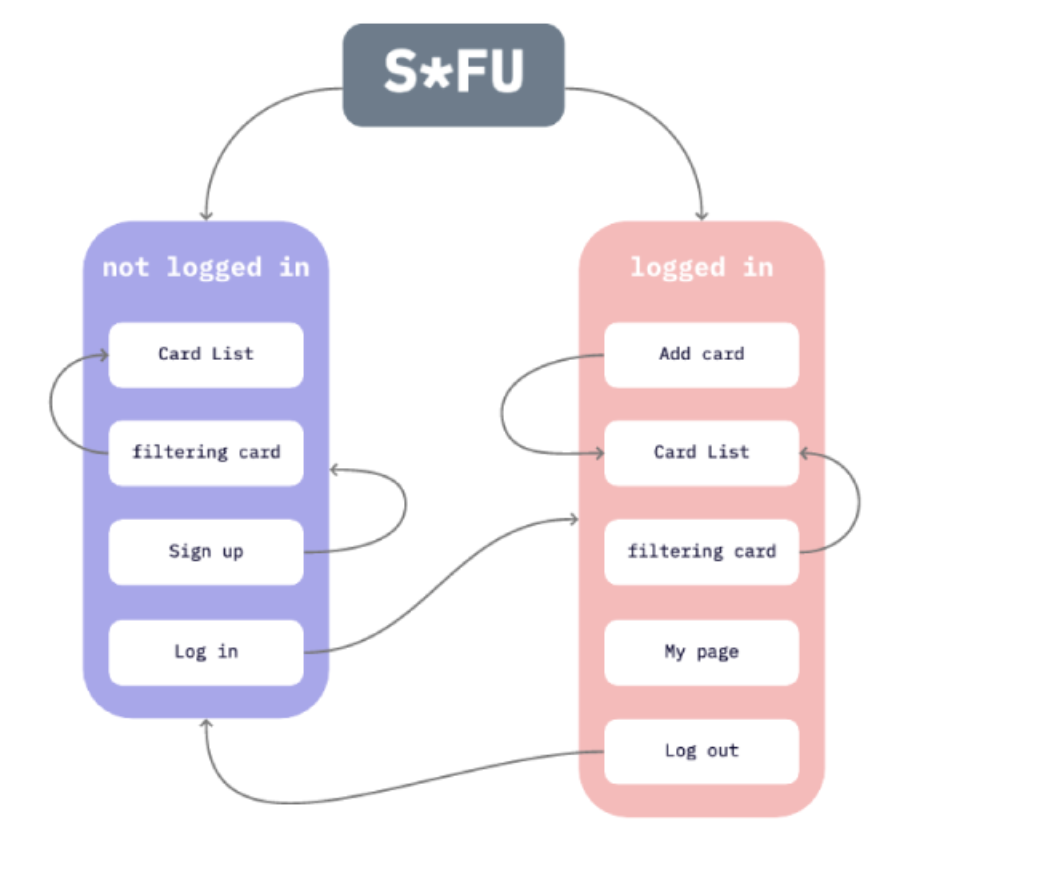 S*FU
not logged in
Card List
filtering card
Sign up
Log in
logged in
Add card
Card List
filtering card
My page
Log out